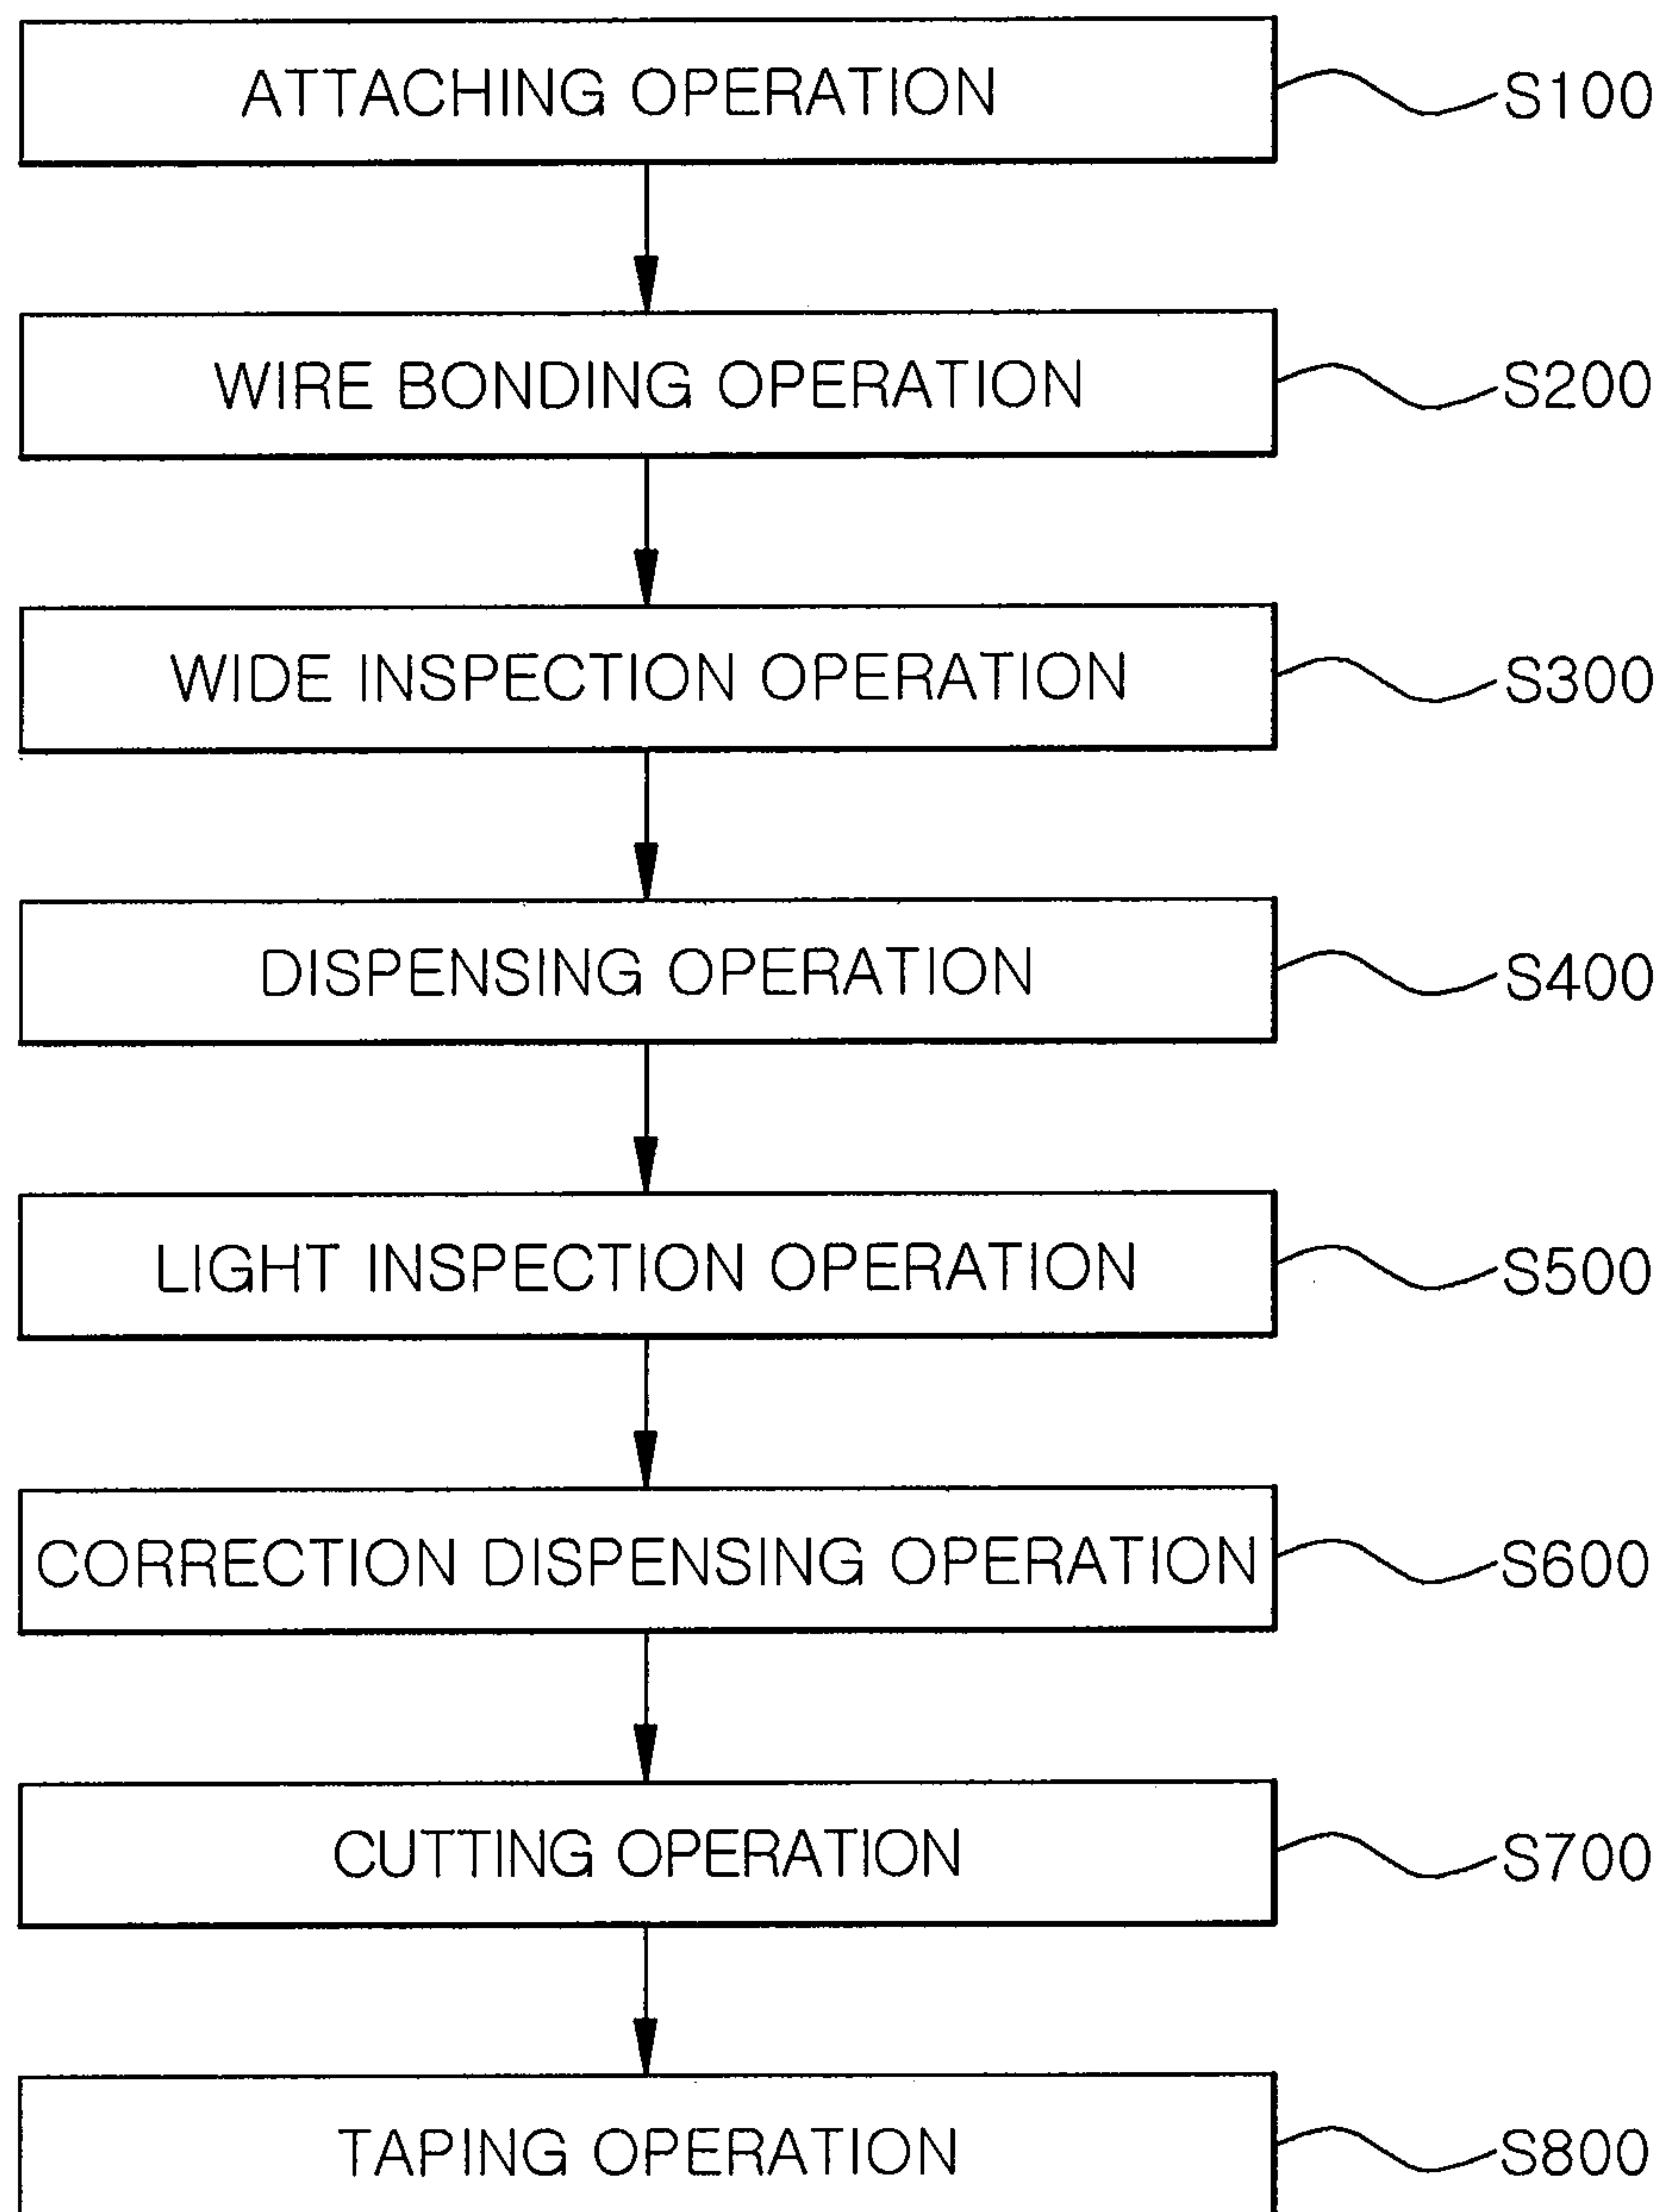 ATTACHING OPERATION S100
WIRE BONDING OPERATION S200
WIDE INSPECTION OPERATION S300
DISPENSING OPERATION S400
LIGHT INSPECTION OPERATION S500
CORRECTION DISPENSING OPERATION S600
CUTTING OPERATION S700
TAPING OPERATION S800